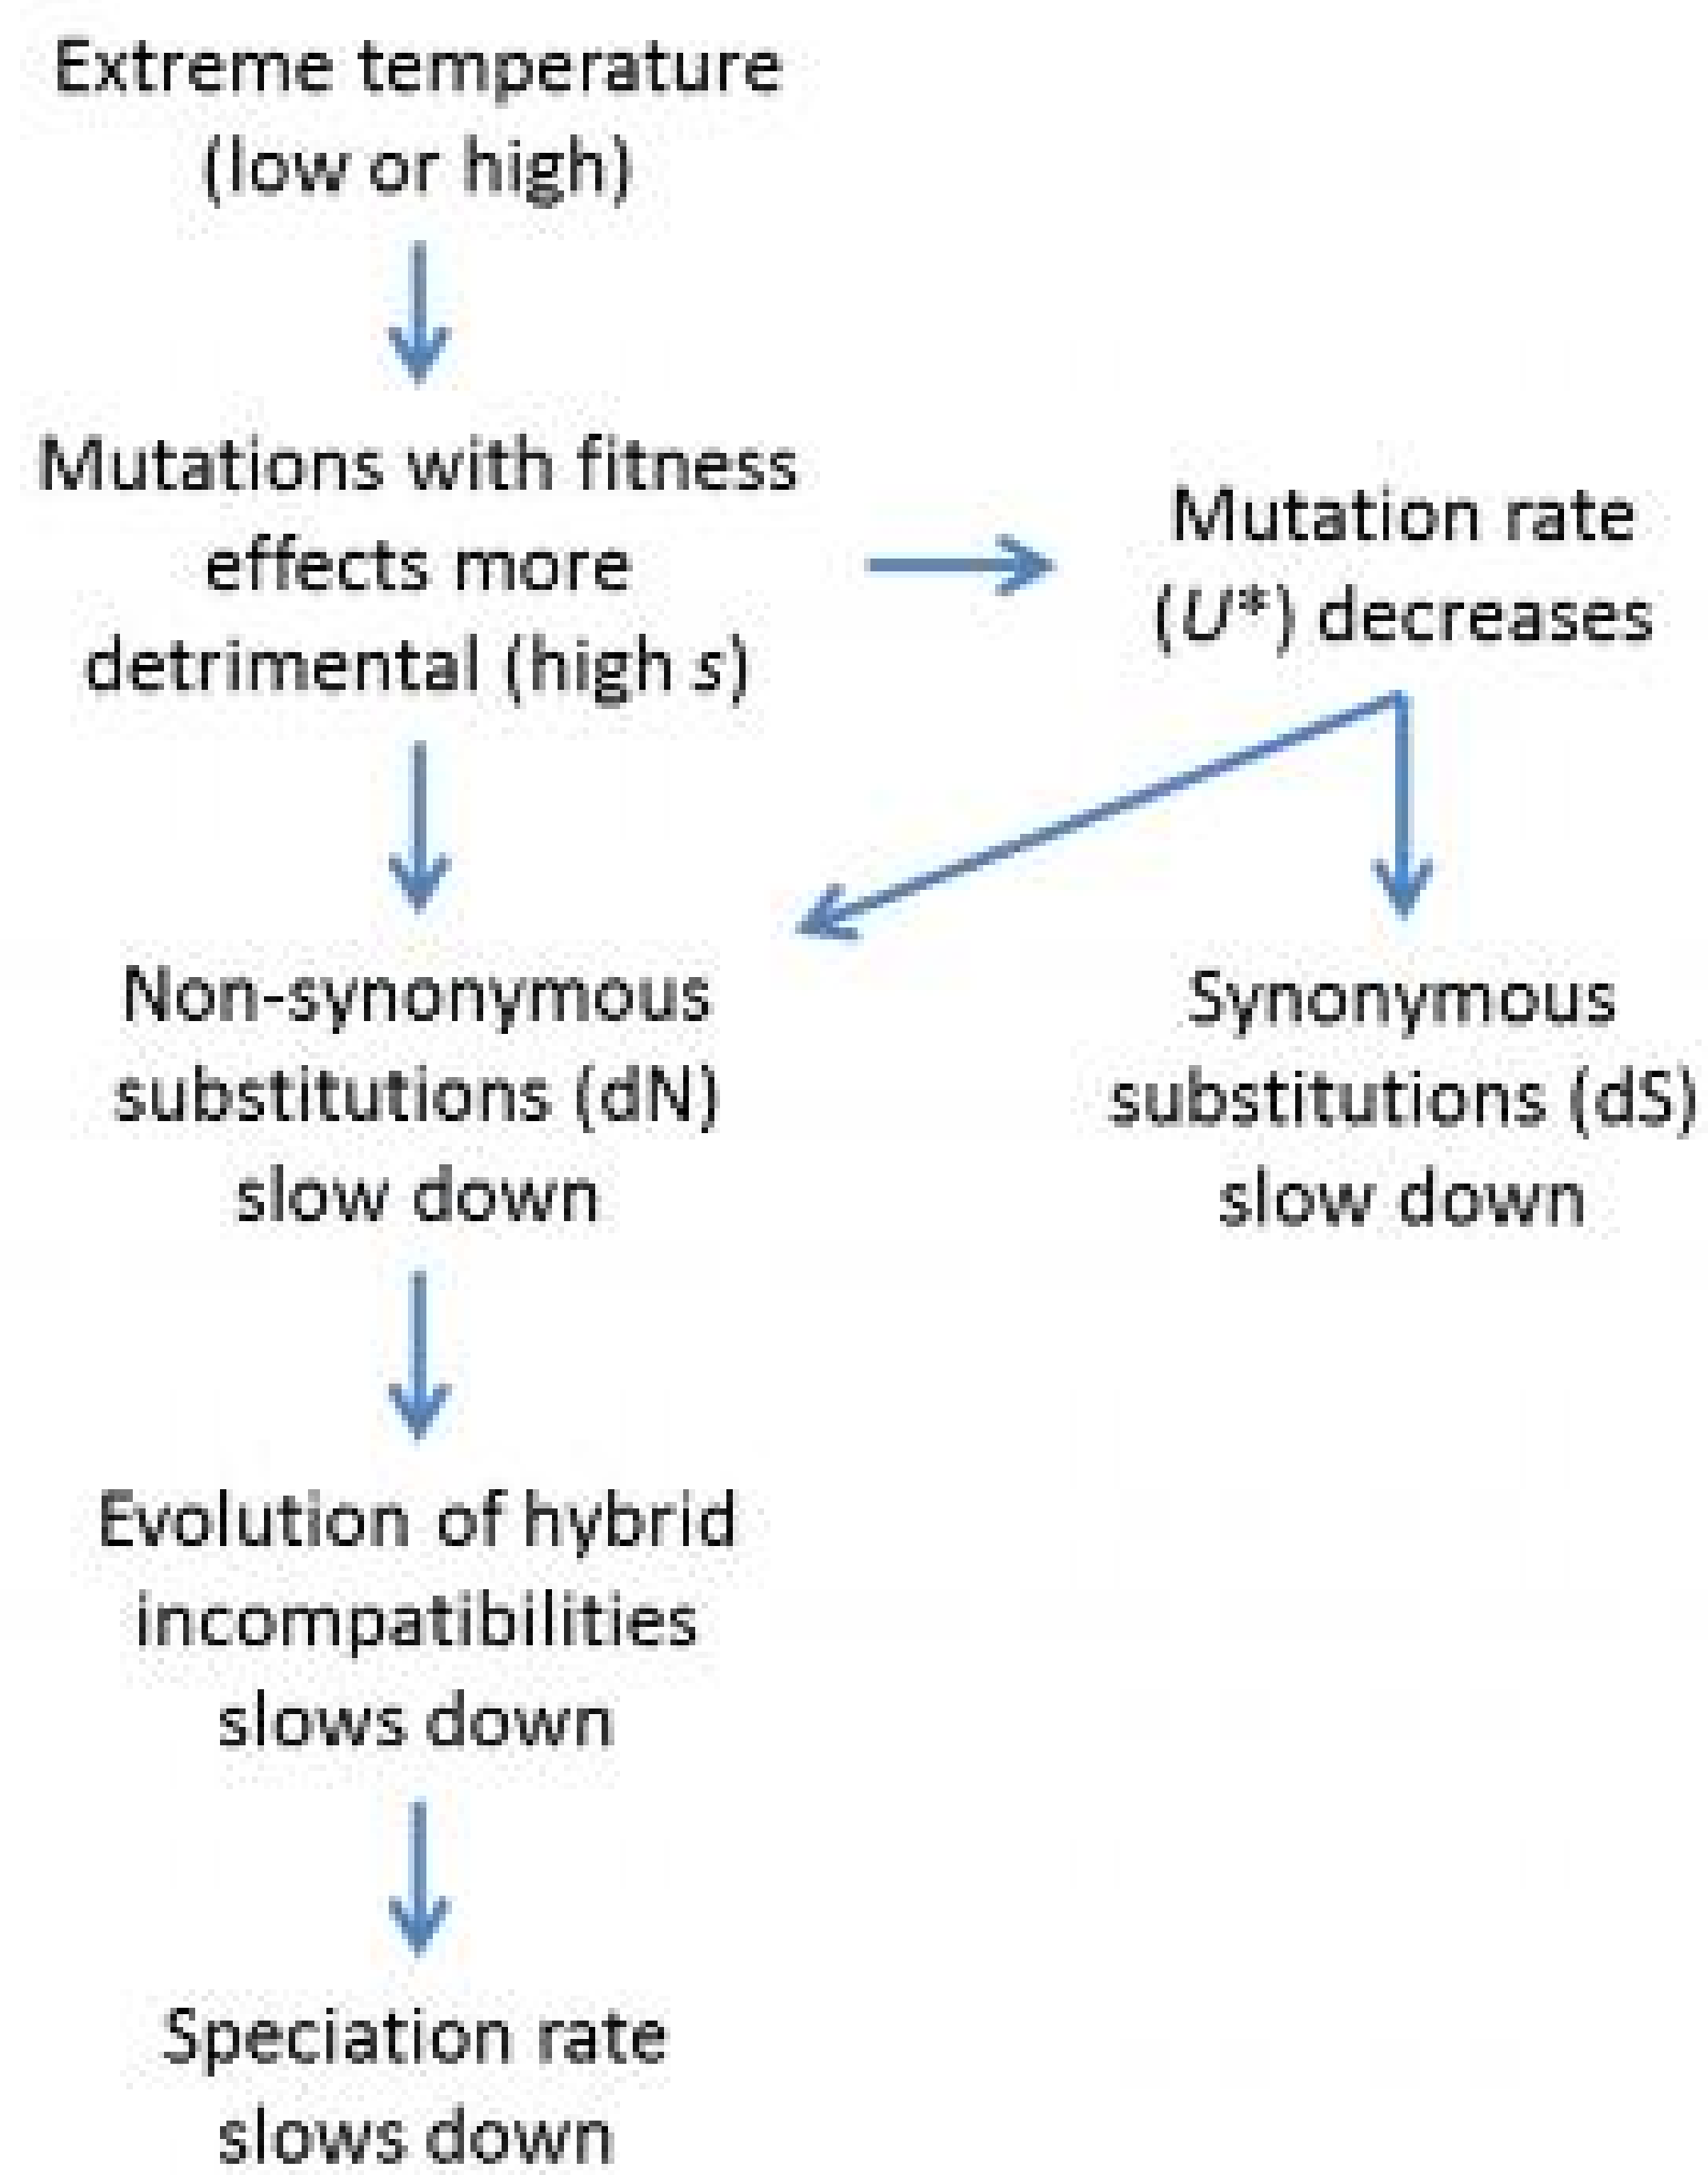 Extreme temperature
(low or high)
Mutations with fitness
effects more
detrimental (high s)
Mutation rate
(U*) decreases
Non-synonymous
substitutions (dN)
slow down
Synonymous
substitutions (dS)
slow down
Evolution of hybrid
incompatibilities
slows down
Speciation rate
slows down